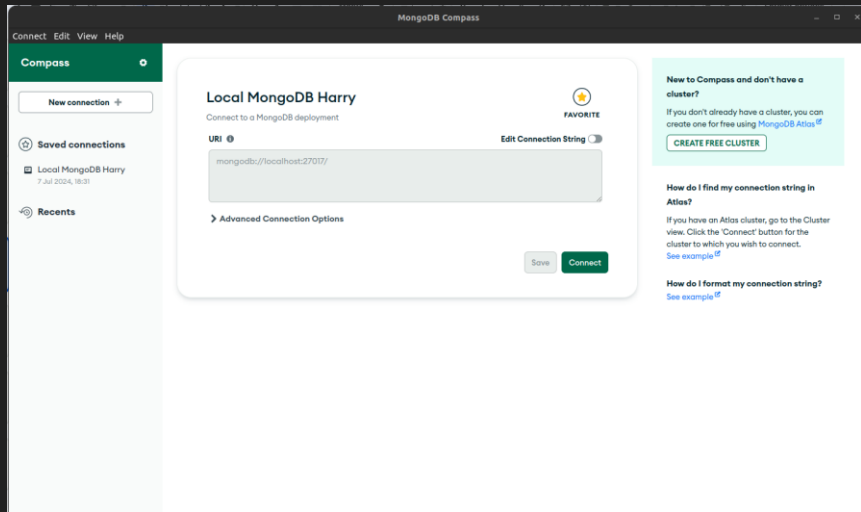 MongoDB Compass
Connect Edit View Help
Compass
New connection +
Saved connections
Local MongoDB Harry
7 Jul 2024, 18:31
Recents
Local MongoDB Harry
Connect to a MongoDB deployment
FAVORITE
URI
Edit Connection String
mongodb://localhost:27017/
Advanced Connection Options
Save
Connect
New to Compass and don't have a
cluster?
If you don't already have a cluster, you can
create one for free using MongoDB Atlas
CREATE FREE CLUSTER
How do I find my connection string in
Atlas?
If you have an Atlas cluster, go to the Cluster
view. Click the 'Connect' button for the
cluster to which you wish to connect.
See example
How do I format my connection string?
See example